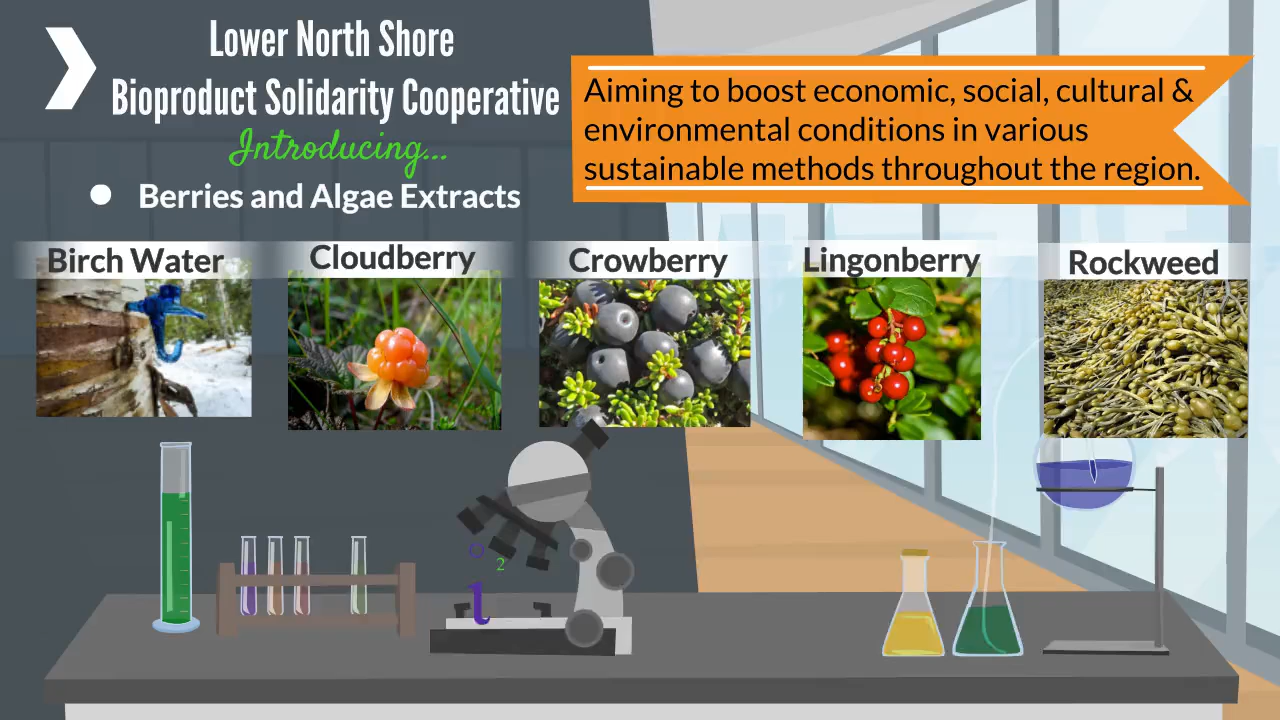 Lower North Shore
Bioproduct Solidarity Cooperative
Introducing...
Berries and Algae Extracts
Aiming to boost economic, social, cultural &
environmental conditions in various
sustainable methods throughout the region.
Birch Water
Cloudberry
Crowberry
Lingonberry
Rockweed
o
2
t